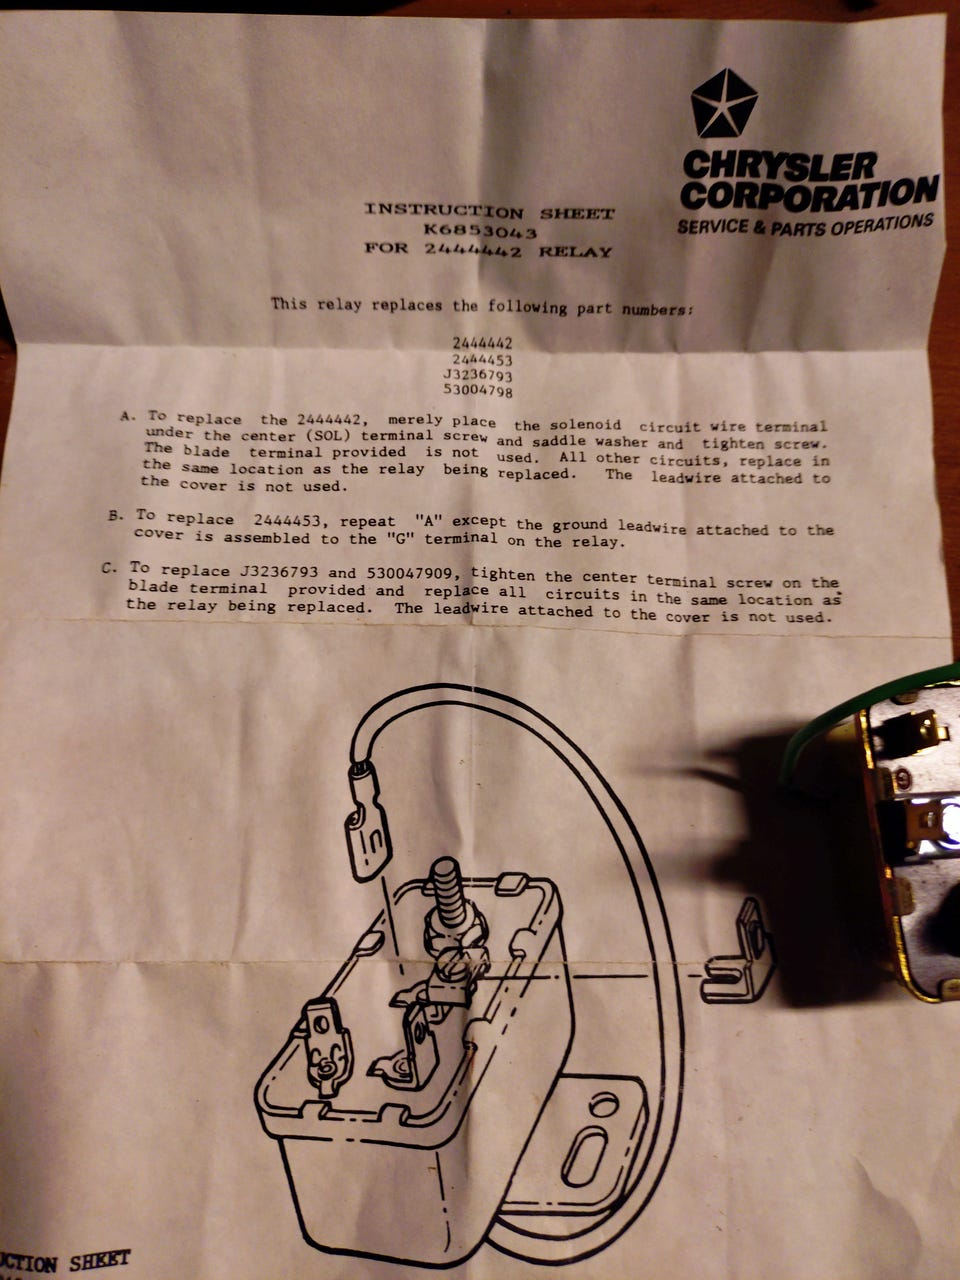 CHRYSLER
CORPORATION
SERVICE & PARTS OPERATIONS
INSTRUCTION SHEET
K6853043
FOR 2444442 RELAY
This relay replaces the following part numbers:
2444442
2444453
J3236793
53004798
A. To replace the 2444442, merely place the solenoid circuit wire terminal
under the center (SOL) terminal screw and saddle washer and tighten screw.
The blade terminal provided is not used. All other circuits, replace in
the same location as the relay being replaced. The leadwire attached to
the cover is not used.
B. To replace 2444453, repeat "A" except the ground leadwire attached to the
cover is assembled to the "G" terminal on the relay.
C. To replace J3236793 and 530047909, tighten the center terminal screw on the
blade terminal provided and replace all circuits in the same location as
the relay being replaced. The leadwire attached to the cover is not used.
G
UCTION SHEET